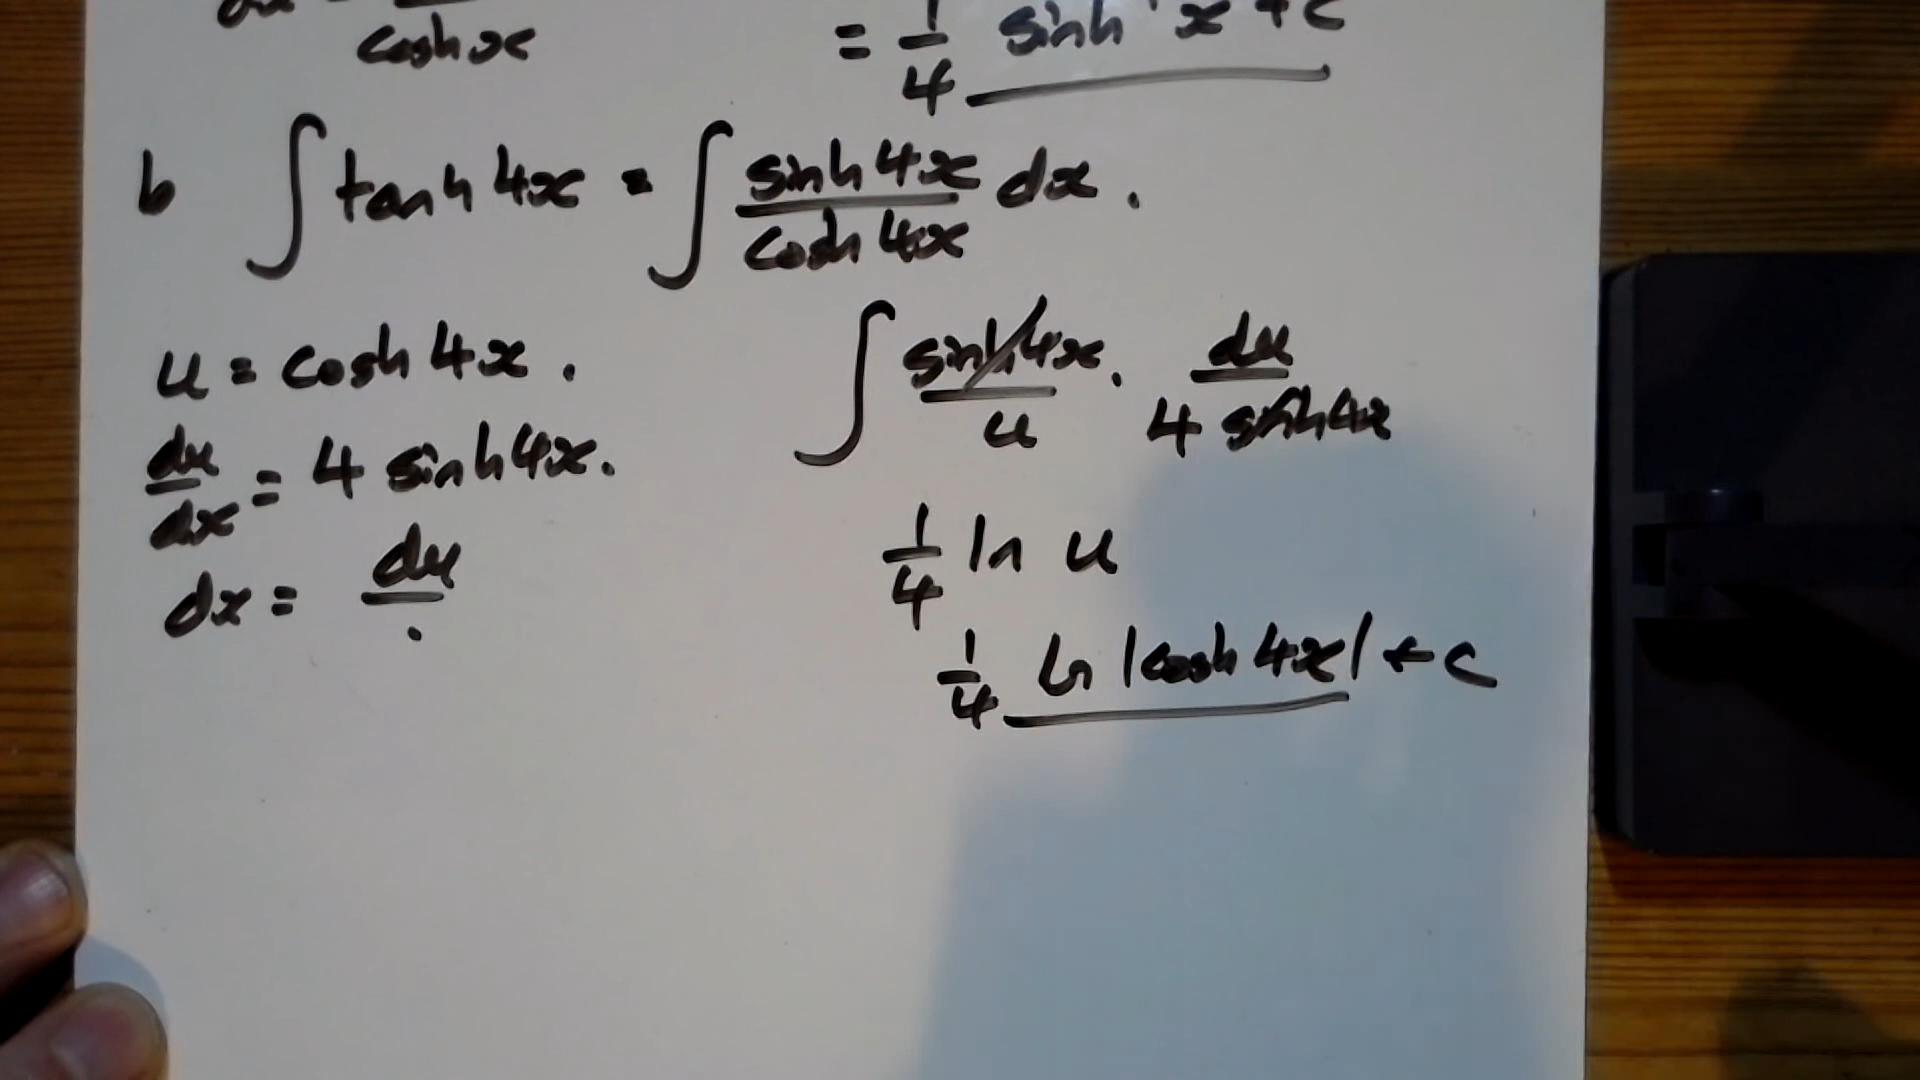 cosh x
= 1/4 sinh x + c
b ∫ tanh 4x = ∫ sinh 4x / cosh 4x dx.
u = cosh 4x.
∫ sinh 4x / u . du / 4 sinh 4x
du/dx = 4 sinh 4x.
1/4 ln u
dx = du / .
1/4 ln |cosh 4x| + c